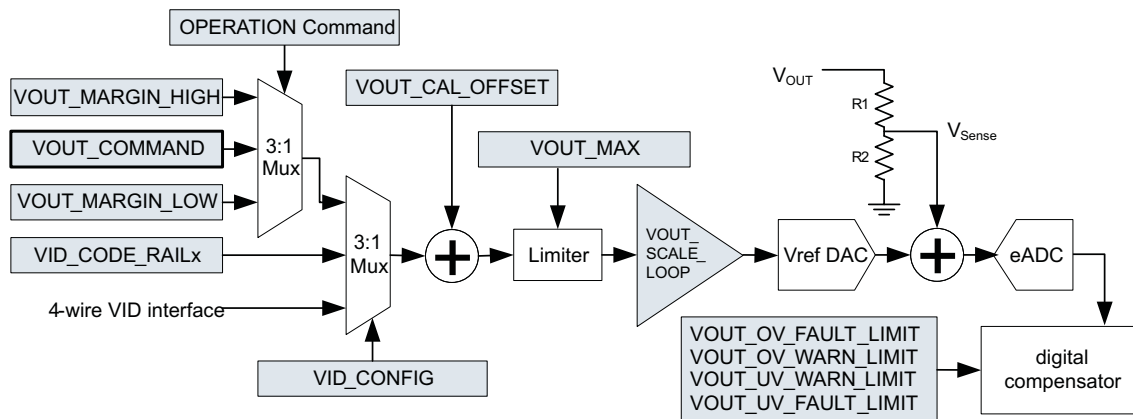 OPERATION Command
VOUT_MARGIN_HIGH
VOUT_CAL_OFFSET
VOUT_COMMAND
3:1
Mux
VOUT_MAX
VOUT_MARGIN_LOW
VOUT
R1
VSense
R2
VID_CODE_RAILx
3:1
Mux
Limiter
VOUT_
SCALE_
LOOP
Vref DAC
eADC
4-wire VID interface
VID_CONFIG
VOUT_OV_FAULT_LIMIT
VOUT_OV_WARN_LIMIT
VOUT_UV_WARN_LIMIT
VOUT_UV_FAULT_LIMIT
digital
compensator